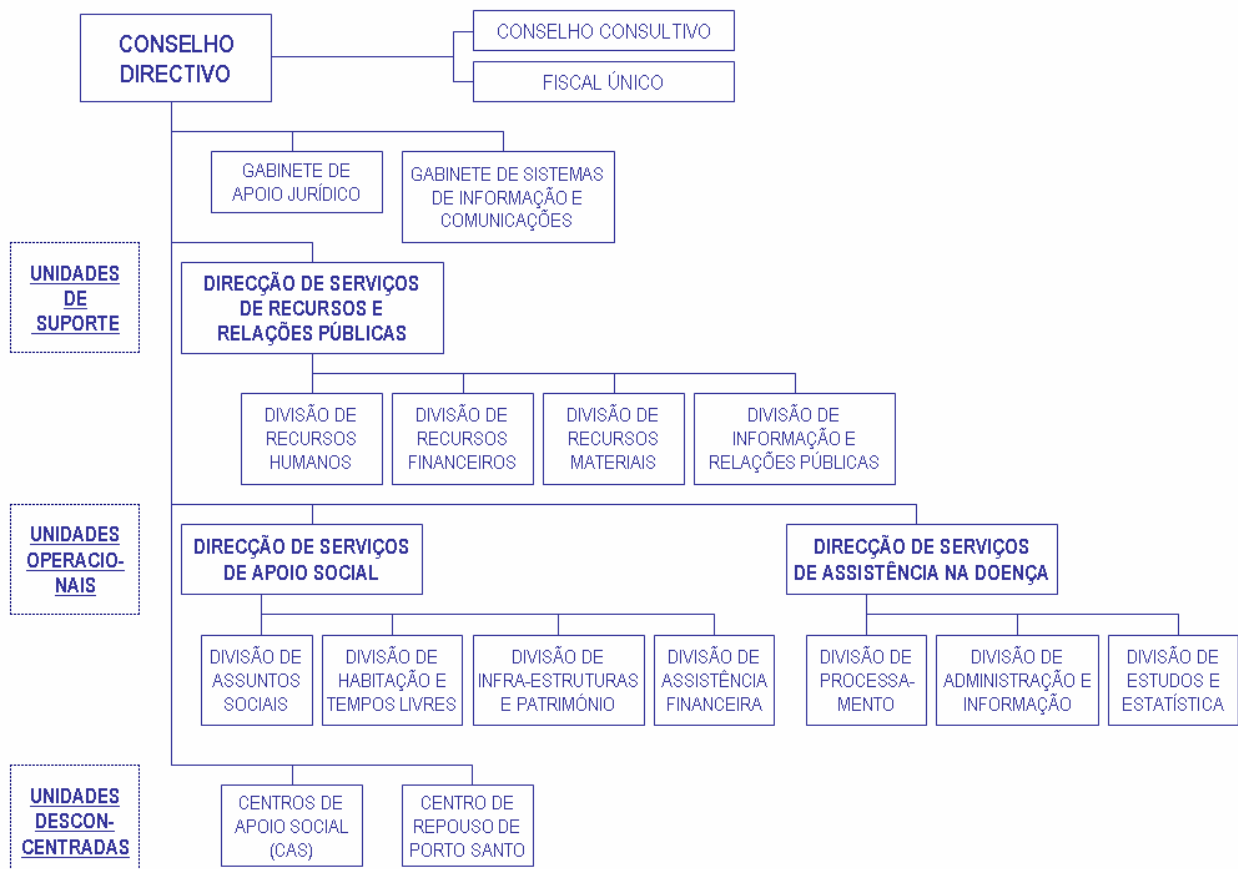 CONSELHO
DIRECTIVO
CONSELHO CONSULTIVO
FISCAL ÚNICO
GABINETE DE
APOIO JURÍDICO
GABINETE DE SISTEMAS
DE INFORMAÇÃO E
COMUNICAÇÕES
UNIDADES
DE
SUPORTE
DIRECÇÃO DE SERVIÇOS
DE RECURSOS E
RELAÇÕES PÚBLICAS
DIVISÃO DE
RECURSOS
HUMANOS
DIVISÃO DE
RECURSOS
FINANCEIROS
DIVISÃO DE
RECURSOS
MATERIAIS
DIVISÃO DE
INFORMAÇÃO E
RELAÇÕES PÚBLICAS
UNIDADES
OPERACIO-
NAIS
DIRECÇÃO DE SERVIÇOS
DE APOIO SOCIAL
DIRECÇÃO DE SERVIÇOS
DE ASSISTÊNCIA NA DOENÇA
DIVISÃO DE
ASSUNTOS
SOCIAIS
DIVISÃO DE
HABITAÇÃO E
TEMPOS LIVRES
DIVISÃO DE
INFRA-ESTRUTURAS
E PATRIMÓNIO
DIVISÃO DE
ASSISTÊNCIA
FINANCEIRA
DIVISÃO DE
PROCESSA-
MENTO
DIVISÃO DE
ADMINISTRAÇÃO E
INFORMAÇÃO
DIVISÃO DE
ESTUDOS E
ESTATÍSTICA
UNIDADES
DESCON-
CENTRADAS
CENTROS DE
APOIO SOCIAL
(CAS)
CENTRO DE
REPOUSO DE
PORTO SANTO